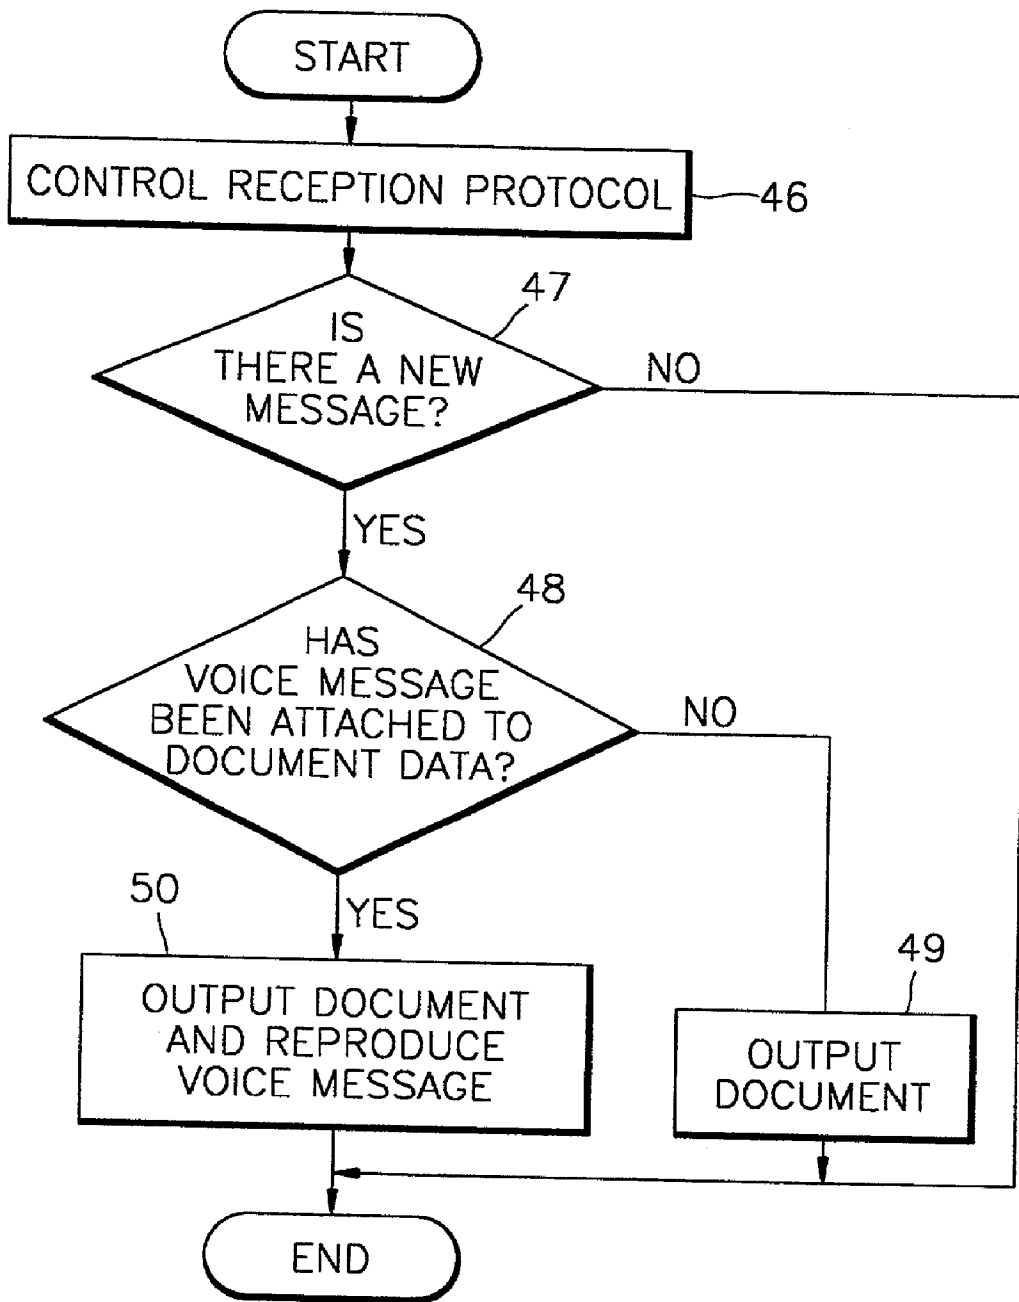 START
CONTROL RECEPTION PROTOCOL
46
47
IS
THERE A NEW
MESSAGE?
NO
YES
48
HAS
VOICE MESSAGE
BEEN ATTACHED TO
DOCUMENT DATA?
NO
YES
50
OUTPUT DOCUMENT
AND REPRODUCE
VOICE MESSAGE
49
OUTPUT
DOCUMENT
END